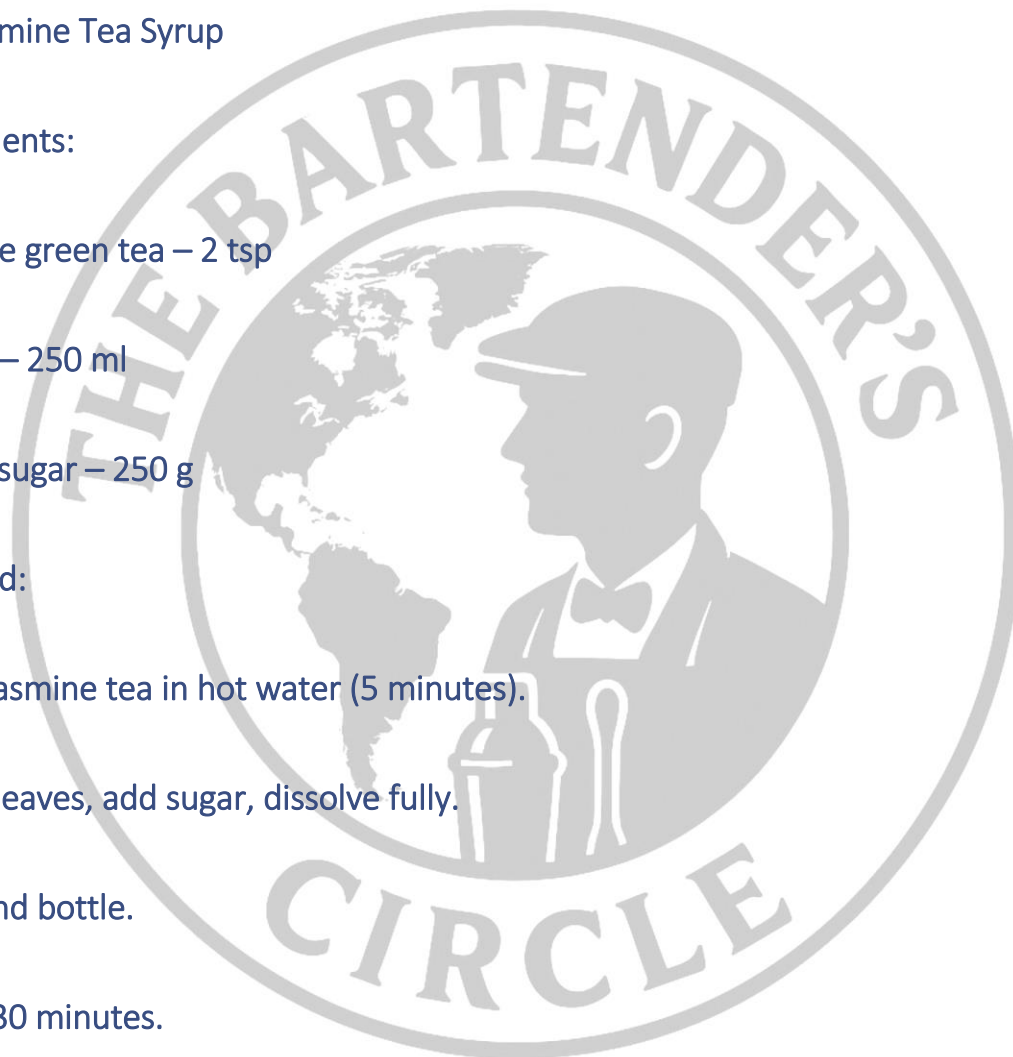 mine Tea Syrup
ents:
e green tea – 2 tsp
– 250 ml
sugar – 250 g
d:
asmine tea in hot water (5 minutes).
eaves, add sugar, dissolve fully.
nd bottle.
30 minutes.
THE BARTENDER'S
CIRCLE